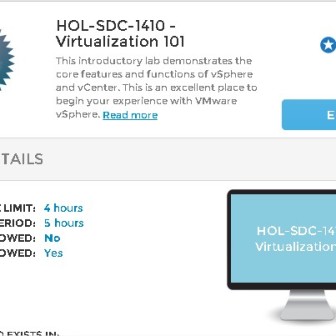 HOL-SDC-1410 -
Virtualization 101
This introductory lab demonstrates the
core features and functions of vSphere
and vCenter. This is an excellent place to
begin your experience with VMware
vSphere. Read more
E
TAILS
LIMIT: 4 hours
ERIOD: 5 hours
OWED: No
OWED: Yes
HOL-SDC-14
Virtualization
EXISTS IN: